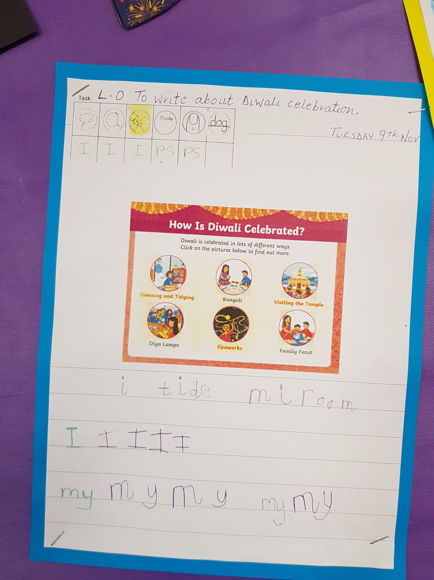 Task: L.O To write about Diwali celebration.
Tricky
dog
Tuesday 9th Nov
I I I PS PS
How Is Diwali Celebrated?
Diwali is celebrated in lots of different ways.
Click on the pictures below to find out more.
Cleaning and Tidying
Rangoli
Visiting the Temple
Diya Lamps
Fireworks
Family Feast
i tide mi room
I I I I I
my my my my my